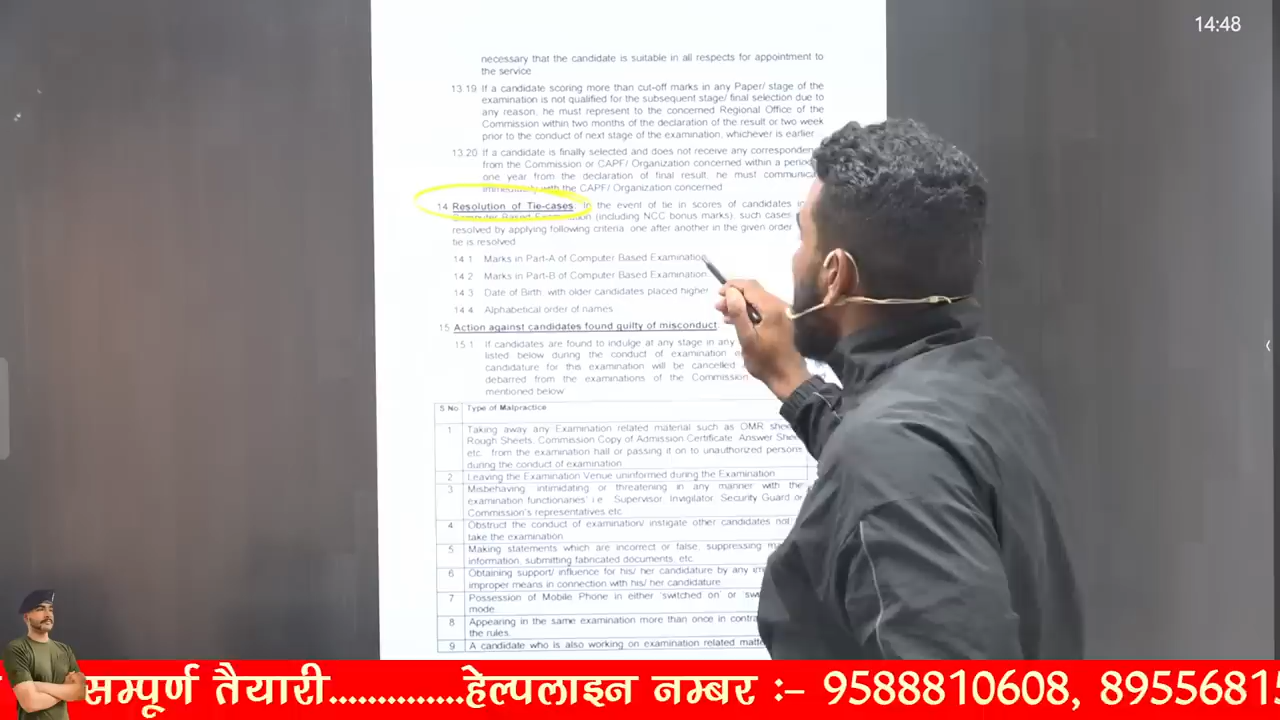 14:48
necessary that the candidate is suitable in all respects for appointment to
the service
13.19 If a candidate scoring more than cut-off marks in any Paper/ stage of the
examination is not qualified for the subsequent stage/ final selection due to
any reason, he must represent to the concerned Regional Office of the
Commission within two months of the declaration of the result or two week
prior to the conduct of next stage of the examination, whichever is earlier
13.20 If a candidate is finally selected and does not receive any
from the Commission or CAPF/ Organization concerned within a
one year from the declaration of final result, he must
immediately with the CAPF/ Organization concerned
14 Resolution of Tie-cases: In the event of tie in scores of candidates
Computer Based Examination (including NCC bonus marks), such cases
resolved by applying following criteria, one after another in the given order
tie is resolved
14.1 Marks in Part-A of Computer Based Examination
14.2 Marks in Part-B of Computer Based Examination
14.3 Date of Birth, with older candidates placed higher
14.4 Alphabetical order of names
15 Action against candidates found guilty of misconduct
15.1 If candidates are found to indulge at any stage in any
listed below during the conduct of examination
candidature for this examination will be cancelled
debarred from the examinations of the Commission
mentioned below
S.No Type of Malpractice
1 Taking away any Examination related material such as OMR
Rough Sheets, Commission Copy of Admission Certificate, Answer
etc. from the examination hall or passing it on to unauthorized persons
during the conduct of examination
2 Leaving the Examination Venue uninformed during the Examination
3 Misbehaving, intimidating or threatening in any manner with the
examination functionaries' i.e. Supervisor, Invigilator, Security Guard or
Commission's representatives etc
4 Obstruct the conduct of examination/ instigate other candidates not
take the examination
5 Making statements which are incorrect or false, suppressing
information, submitting fabricated documents, etc.
6 Obtaining support/ influence for his/ her candidature by any
improper means in connection with his/ her candidature
7 Possession of Mobile Phone in either 'switched on' or
mode
8 Appearing in the same examination more than once in
the rules
9 A candidate who is also working on examination related
सम्पूर्ण तैयारी.............हेल्पलाइन नम्बर :- 9588810608, 8955681